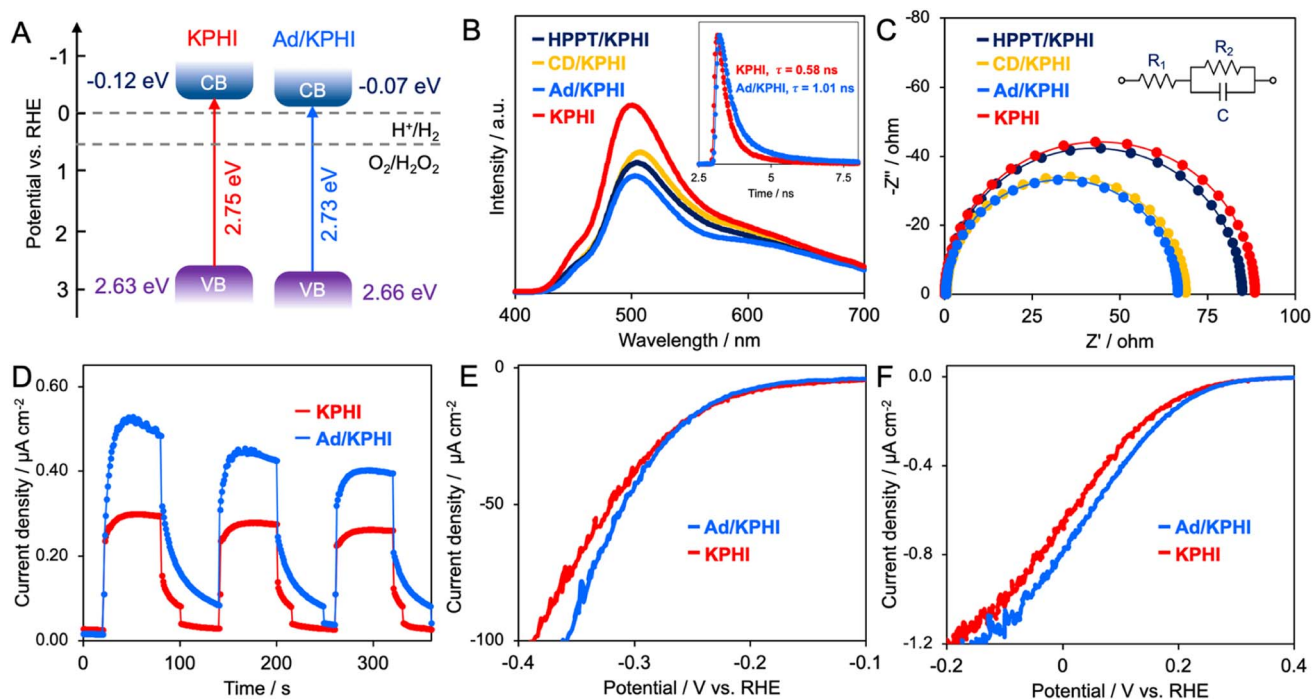 A
KPHI
Ad/KPHI
Potential vs. RHE
-1
0
1
2
3
-0.12 eV
CB
CB
-0.07 eV
H⁺/H₂
O₂/H₂O₂
2.75 eV
2.73 eV
2.63 eV
VB
VB
2.66 eV
B
HPPT/KPHI
CD/KPHI
Ad/KPHI
KPHI
Intensity / a.u.
KPHI, τ = 0.58 ns
Ad/KPHI, τ = 1.01 ns
2.5
5
7.5
Time / ns
400
500
600
700
Wavelength / nm
C
-80
-60
-40
-20
0
-Z" / ohm
HPPT/KPHI
CD/KPHI
Ad/KPHI
KPHI
R₁
R₂
C
0
25
50
75
100
Z' / ohm
D
0.60
0.40
0.20
0.00
Current density / µA cm⁻²
KPHI
Ad/KPHI
0
100
200
300
Time / s
E
0
-50
-100
Current density / µA cm⁻²
Ad/KPHI
KPHI
-0.4
-0.3
-0.2
-0.1
Potential / V vs. RHE
F
0.0
-0.4
-0.8
-1.2
Current density / µA cm⁻²
Ad/KPHI
KPHI
-0.2
0
0.2
0.4
Potential / V vs. RHE